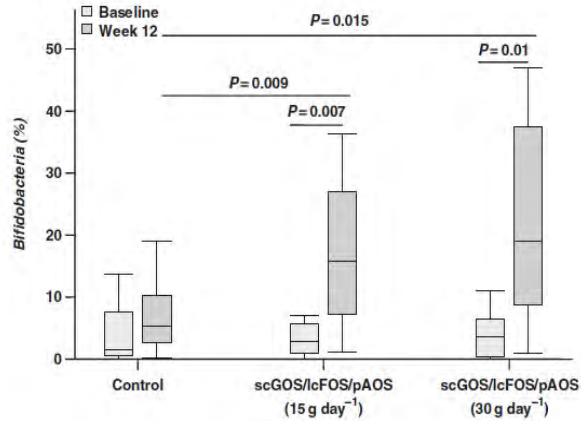 Baseline
Week 12
P=0.015
P=0.01
P=0.009
P=0.007
Bifidobacteria (%)
50
40
30
20
10
0
Control
scGOS/lcFOS/pAOS
(15 g day⁻¹)
scGOS/lcFOS/pAOS
(30 g day⁻¹)